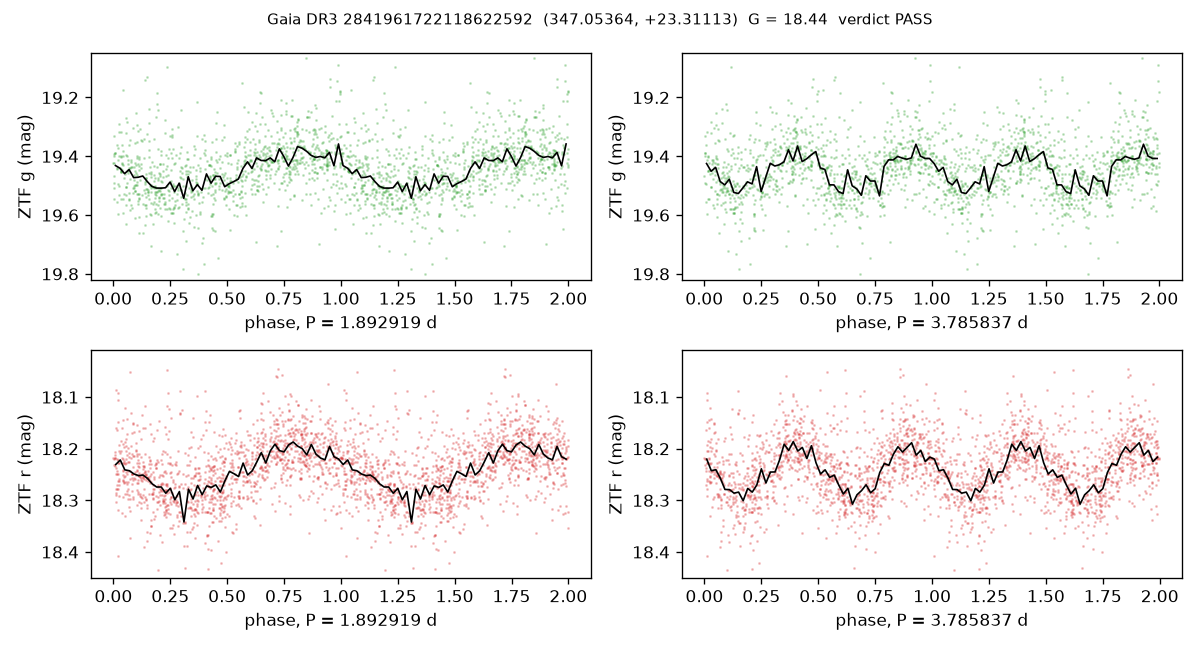 Gaia DR3 2841961722118622592 (347.05364, +23.31113) G = 18.44 verdict PASS
ZTF g (mag)
19.2
19.4
19.6
19.8
0.00 0.25 0.50 0.75 1.00 1.25 1.50 1.75 2.00
phase, P = 1.892919 d
ZTF g (mag)
19.2
19.4
19.6
19.8
0.00 0.25 0.50 0.75 1.00 1.25 1.50 1.75 2.00
phase, P = 3.785837 d
ZTF r (mag)
18.1
18.2
18.3
18.4
0.00 0.25 0.50 0.75 1.00 1.25 1.50 1.75 2.00
phase, P = 1.892919 d
ZTF r (mag)
18.1
18.2
18.3
18.4
0.00 0.25 0.50 0.75 1.00 1.25 1.50 1.75 2.00
phase, P = 3.785837 d